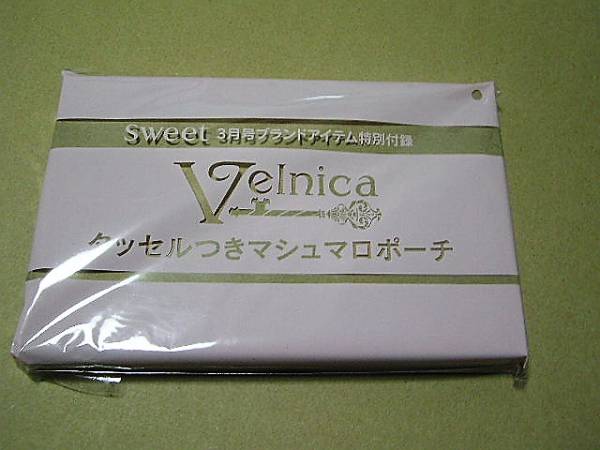 sweet 3月号ブランドアイテム特別付録
Velnica
タッセルつきマシュマロポーチ